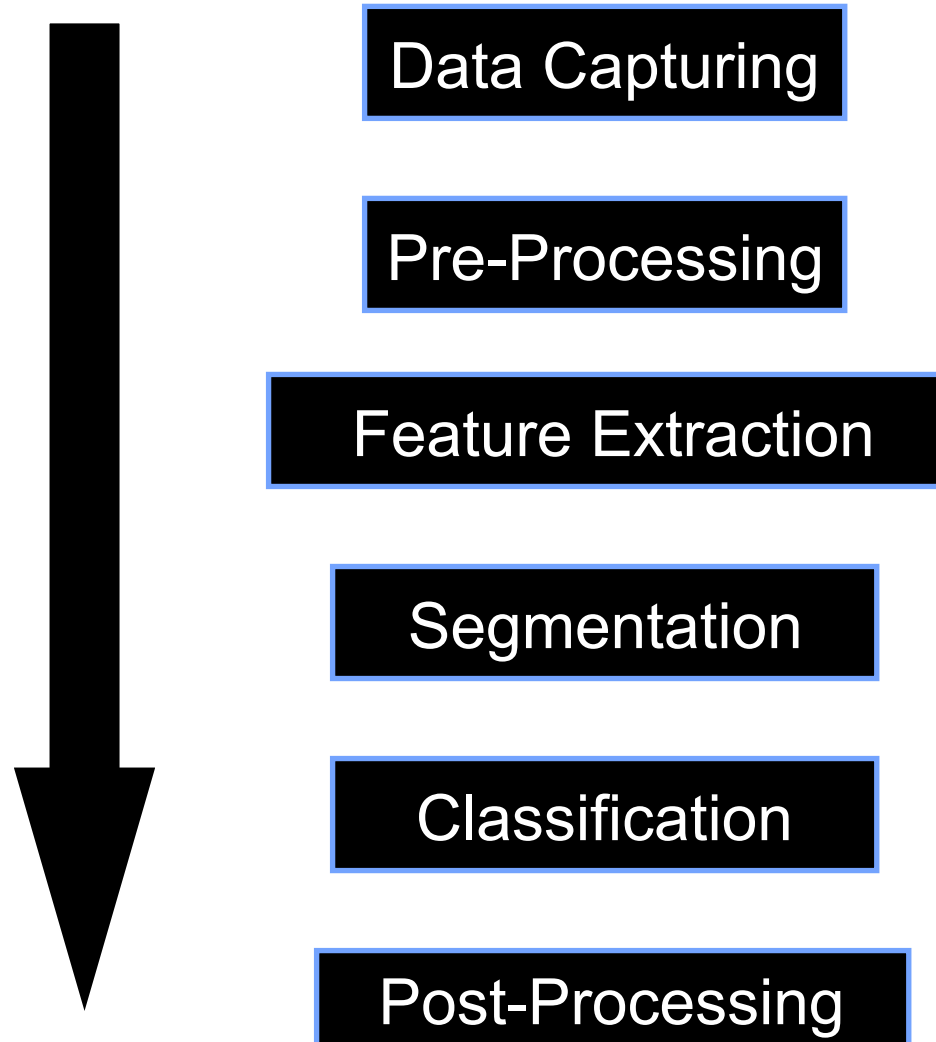 Data Capturing
Pre-Processing
Feature Extraction
Segmentation
Classification
Post-Processing